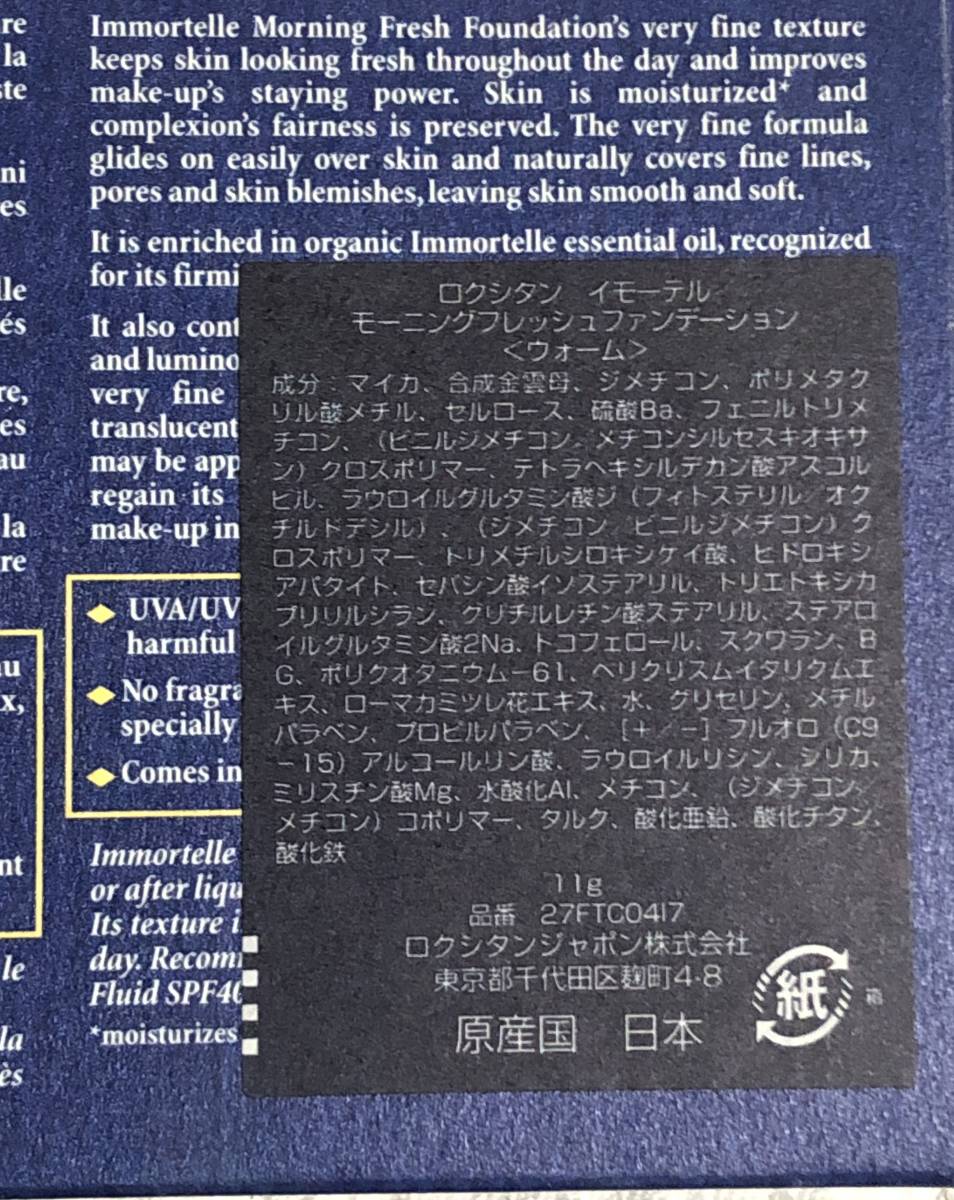 re
la
ste
ni
es
lle
és
re,
es
au
la
re
au
x,
nt
le
la
ès
Immortelle Morning Fresh Foundation's very fine texture
keeps skin looking fresh throughout the day and improves
make-up's staying power. Skin is moisturized* and
complexion's fairness is preserved. The very fine formula
glides on easily over skin and naturally covers fine lines,
pores and skin blemishes, leaving skin smooth and soft.
It is enriched in organic Immortelle essential oil, recognized
for its firmi
It also cont
and lumino
very fine
translucent
may be app
regain its
make-up in
UVA/UV
harmful
No fragra
specially
Comes in
Immortelle
or after liqu
Its texture i
day. Recom
Fluid SPF40
*moisturizes
ロクシタン イモーテル
モーニングフレッシュファンデーション
<ウォーム>
成分:マイカ、合成金雲母、ジメチコン、ポリメタク
リル酸メチル、セルロース、硫酸Ba、フェニルトリメ
チコン、(ビニルジメチコン/メチコンシルセスキオキサ
ン)クロスポリマー、テトラヘキシルデカン酸アスコル
ビル、ラウロイルグルタミン酸ジ(フィトステリル/オク
チルドデシル)、(ジメチコン/ビニルジメチコン)ク
ロスポリマー、トリメチルシロキシケイ酸、ヒドロキシ
アパタイト、セバシン酸イソステアリル、トリエトキシカ
プリリルシラン、グリチルレチン酸ステアリル、ステアロ
イルグルタミン酸2Na、トコフェロール、スクワラン、B
G、ポリクオタニウム−61、ヘリクリスムイタリクムエ
キス、ローマカミツレ花エキス、水、グリセリン、メチル
パラベン、プロピルパラベン、[+/−]フルオロ(C9
−15)アルコールリン酸、ラウロイルリシン、シリカ、
ミリスチン酸Mg、水酸化Al、メチコン、(ジメチコン/
メチコン)コポリマー、タルク、酸化亜鉛、酸化チタン、
酸化鉄
11g
品番 27FTC0417
ロクシタンジャポン株式会社
東京都千代田区麹町4-8
原産国 日本
紙
箱